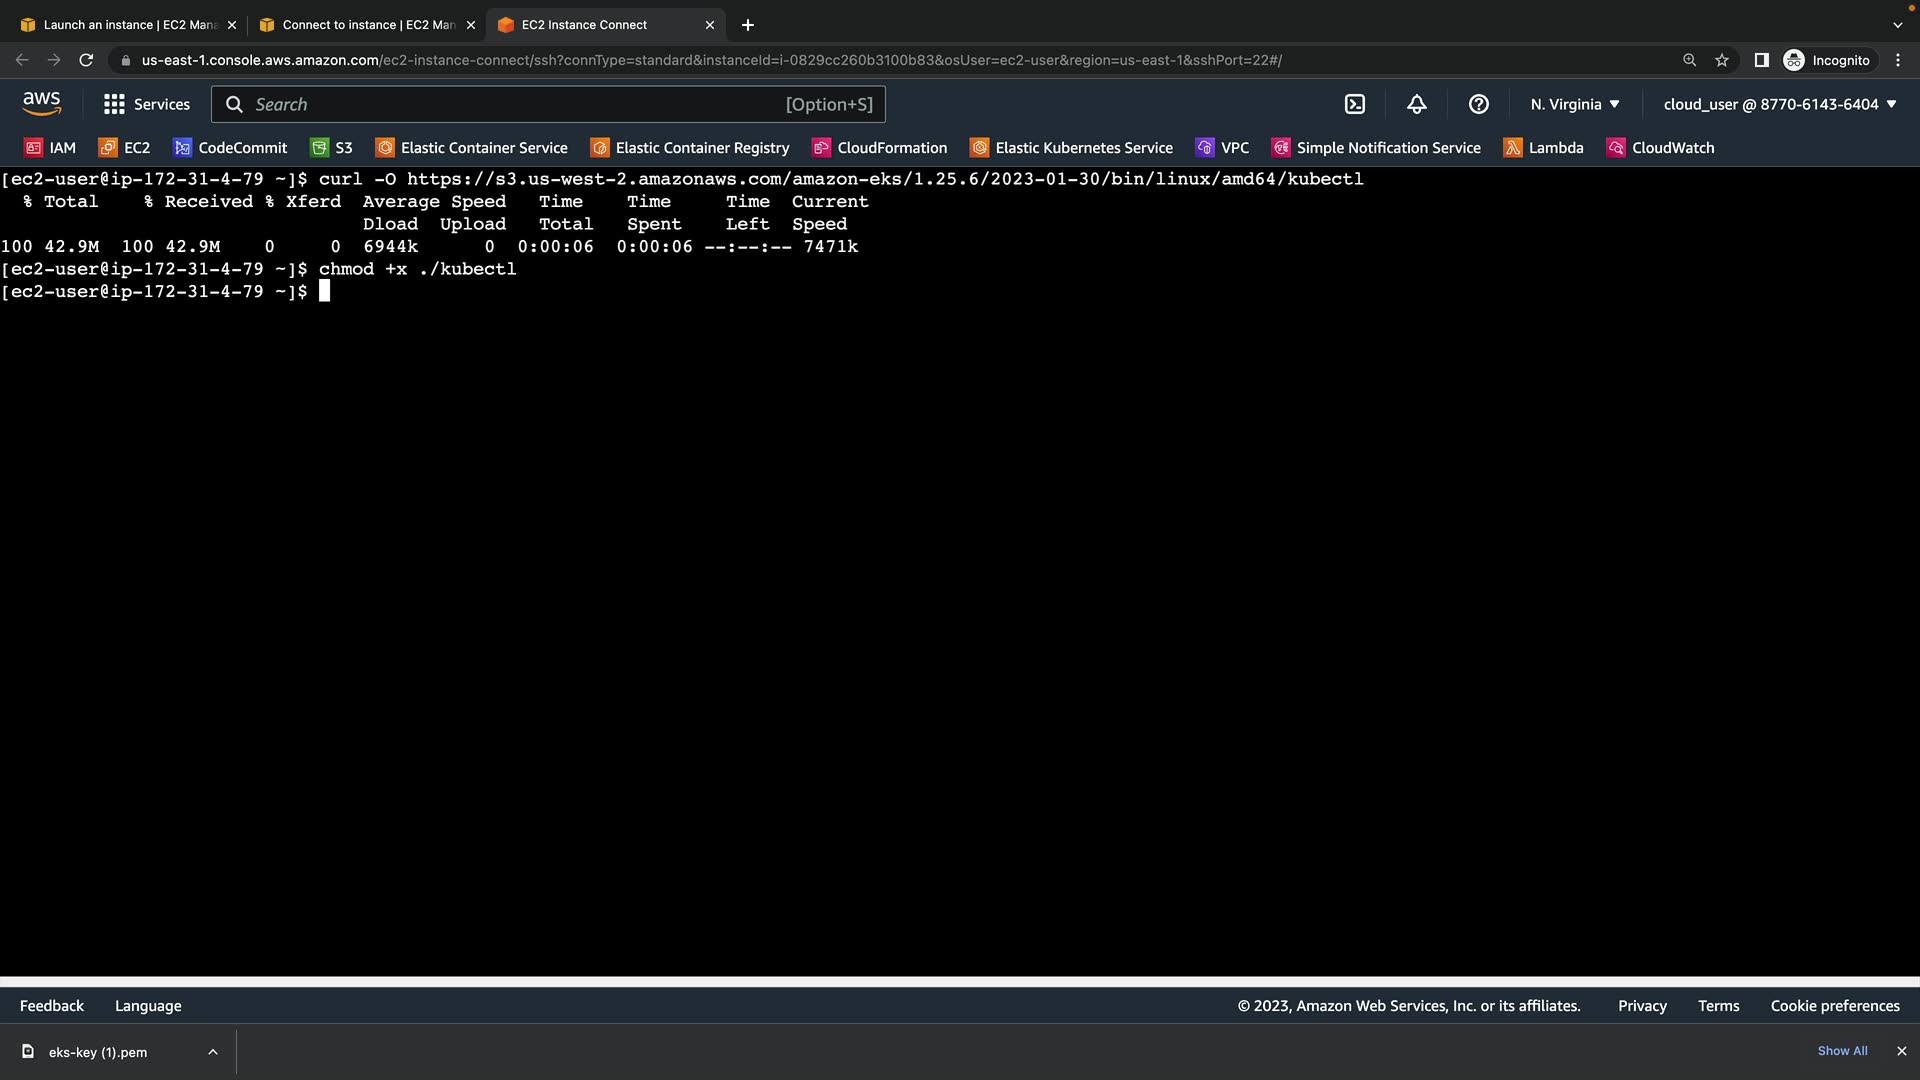 Launch an instance | EC2 Mana
Connect to instance | EC2 Man
EC2 Instance Connect
us-east-1.console.aws.amazon.com/ec2-instance-connect/ssh?connType=standard&instanceId=i-0829cc260b3100b83&osUser=ec2-user&region=us-east-1&sshPort=22#/
Incognito
aws
Services
Search
[Option+S]
N. Virginia
cloud_user @ 8770-6143-6404
IAM
EC2
CodeCommit
S3
Elastic Container Service
Elastic Container Registry
CloudFormation
Elastic Kubernetes Service
VPC
Simple Notification Service
Lambda
CloudWatch
[ec2-user@ip-172-31-4-79 ~]$ curl -O https://s3.us-west-2.amazonaws.com/amazon-eks/1.25.6/2023-01-30/bin/linux/amd64/kubectl
% Total    % Received % Xferd  Average Speed   Time    Time     Time  Current
Dload  Upload   Total   Spent    Left  Speed
100 42.9M  100 42.9M    0     0  6944k      0  0:00:06  0:00:06 --:--:-- 7471k
[ec2-user@ip-172-31-4-79 ~]$ chmod +x ./kubectl
[ec2-user@ip-172-31-4-79 ~]$
Feedback
Language
© 2023, Amazon Web Services, Inc. or its affiliates.
Privacy
Terms
Cookie preferences
eks-key (1).pem
Show All